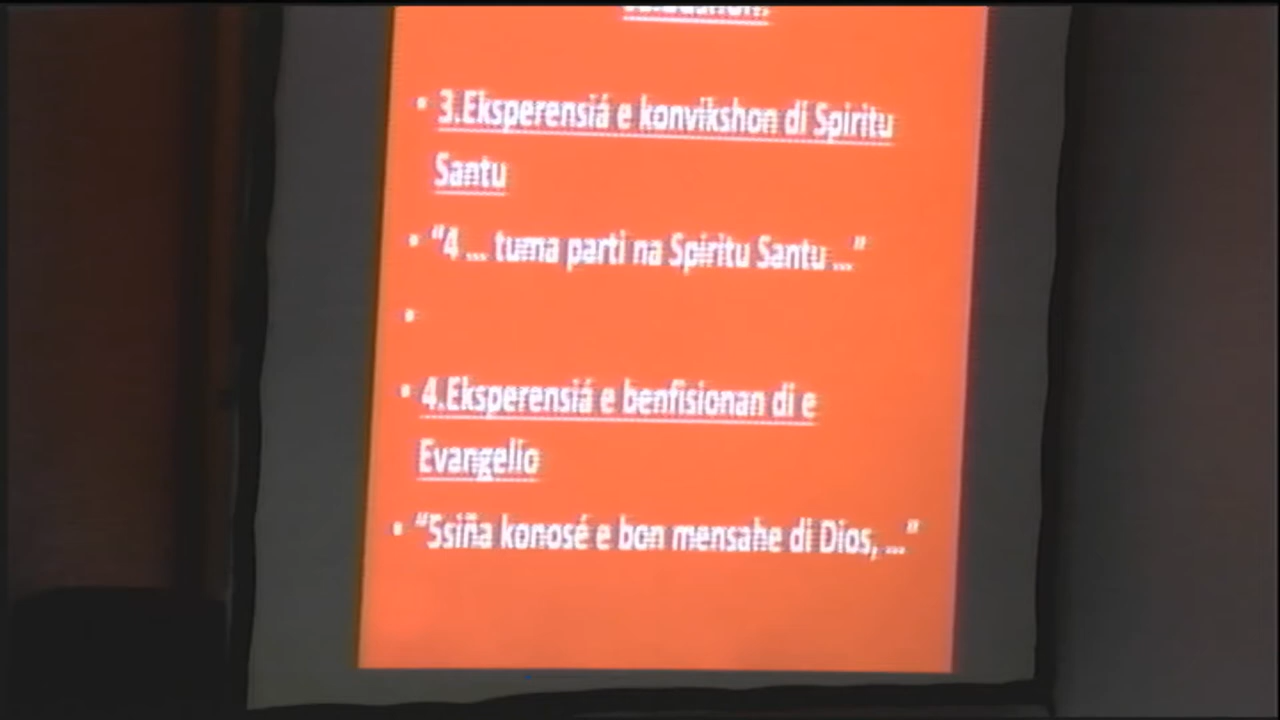 • 3.Eksperensiá e konvikshon di Spiritu
Santu
• “4 ... tuma parti na Spiritu Santu ...”
•
• 4.Eksperensiá e benfisionan di e
Evangelio
• “5siña konosé e bon mensahe di Dios, ...”